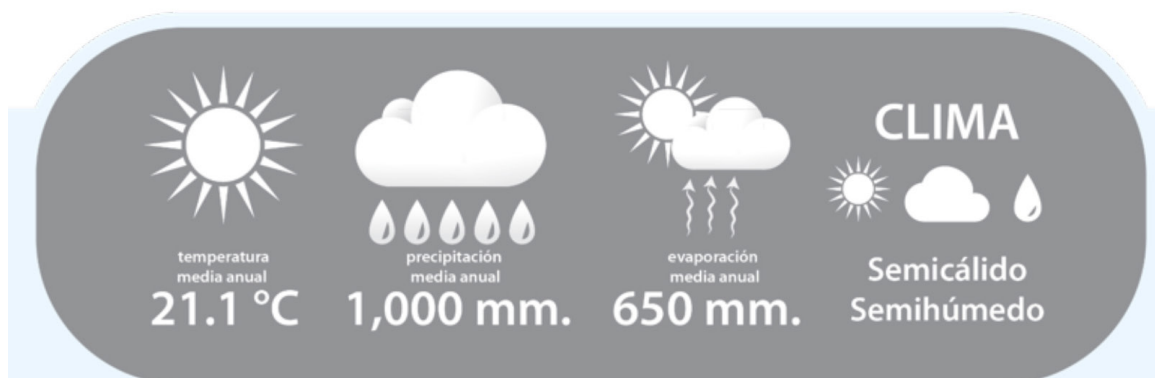 temperatura
media anual
21.1 °C
precipitación
media anual
1,000 mm.
evaporación
media anual
650 mm.
CLIMA
Semicálido
Semihúmedo